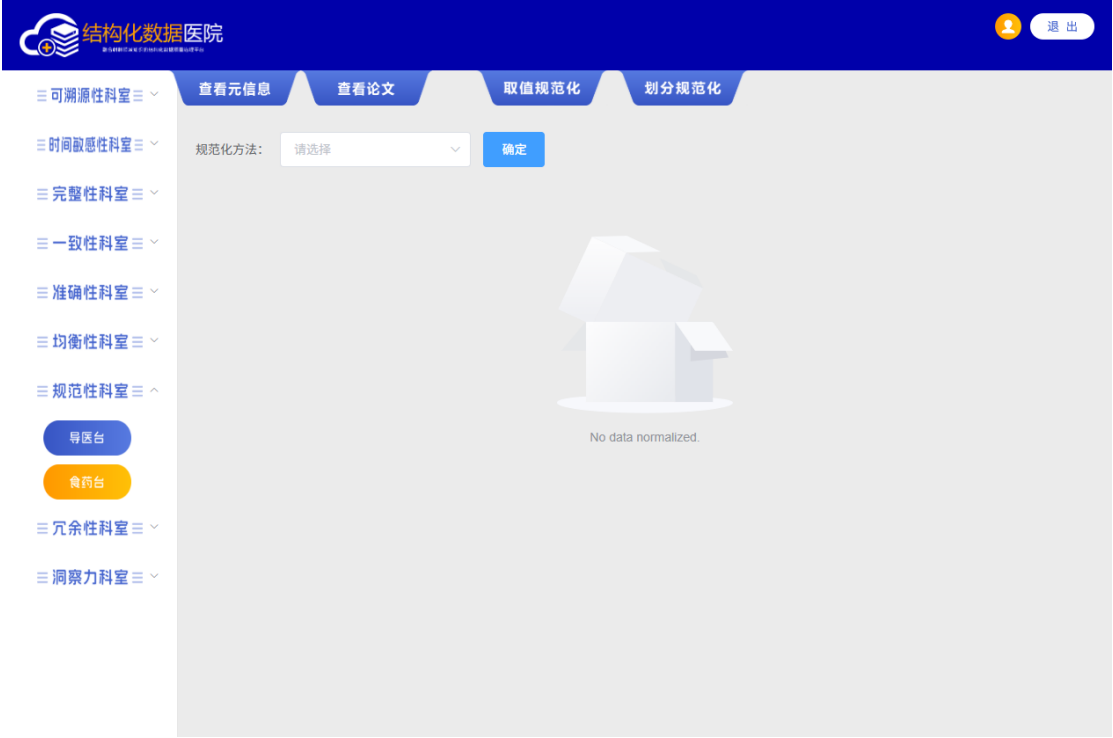 结构化数据医院
退 出
可溯源性科室
时间敏感性科室
完整性科室
一致性科室
准确性科室
均衡性科室
规范性科室
导医台
食药台
冗余性科室
洞察力科室
查看元信息
查看论文
取值规范化
划分规范化
规范化方法：
请选择
确定
No data normalized.